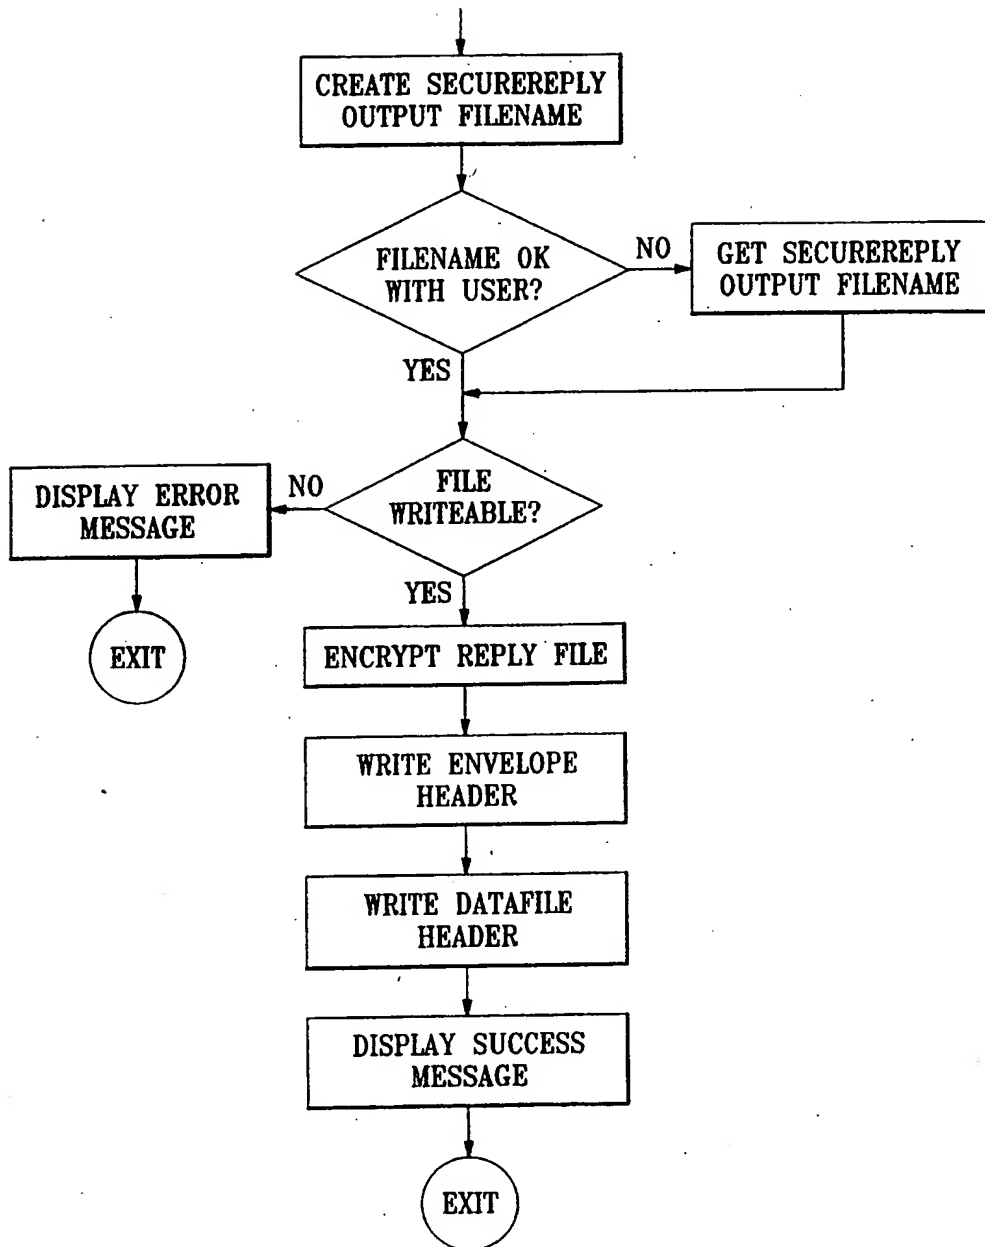 CREATE SECUREREPLY
OUTPUT FILENAME
FILENAME OK
WITH USER?
NO
GET SECUREREPLY
OUTPUT FILENAME
YES
FILE
WRITEABLE?
NO
DISPLAY ERROR
MESSAGE
EXIT
YES
ENCRYPT REPLY FILE
WRITE ENVELOPE
HEADER
WRITE DATAFILE
HEADER
DISPLAY SUCCESS
MESSAGE
EXIT